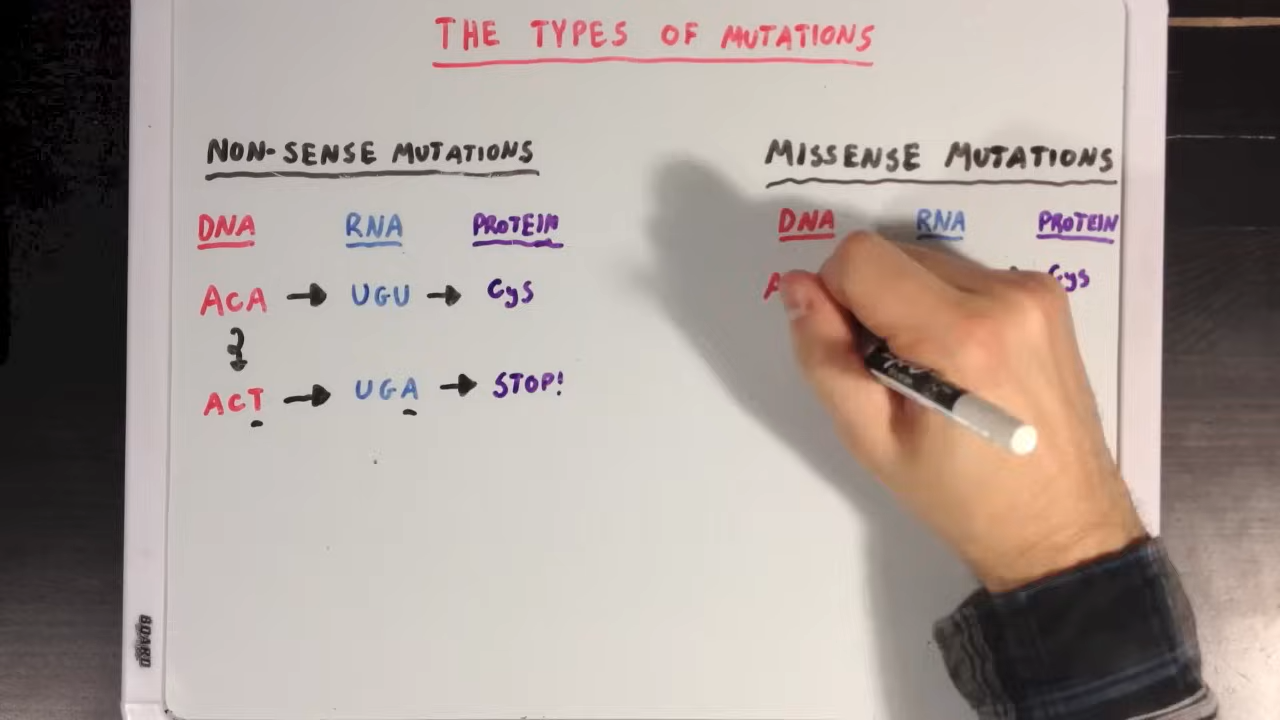 THE TYPES OF MUTATIONS
NON-SENSE MUTATIONS
DNA RNA PROTEIN
ACA → UGU → Cys
ACT → UGA → STOP!
MISSENSE MUTATIONS
DNA RNA PROTEIN
A Cys
BOARD